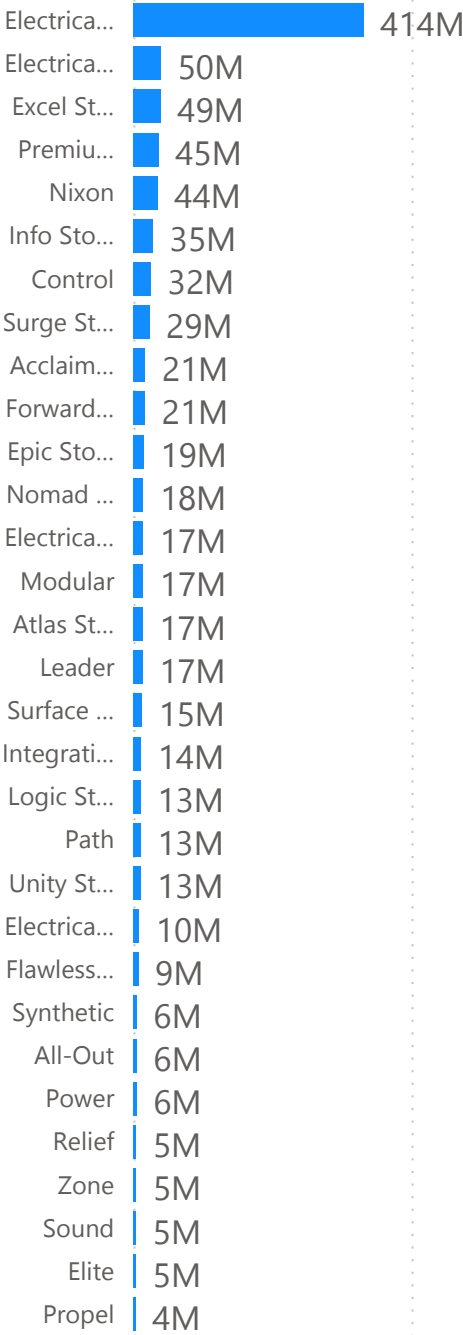 Electrica... 414M
Electrica... 50M
Excel St... 49M
Premiu... 45M
Nixon 44M
Info Sto... 35M
Control 32M
Surge St... 29M
Acclaim... 21M
Forward... 21M
Epic Sto... 19M
Nomad ... 18M
Electrica... 17M
Modular 17M
Atlas St... 17M
Leader 17M
Surface ... 15M
Integrati... 14M
Logic St... 13M
Path 13M
Unity St... 13M
Electrica... 10M
Flawless... 9M
Synthetic 6M
All-Out 6M
Power 6M
Relief 5M
Zone 5M
Sound 5M
Elite 5M
Propel 4M